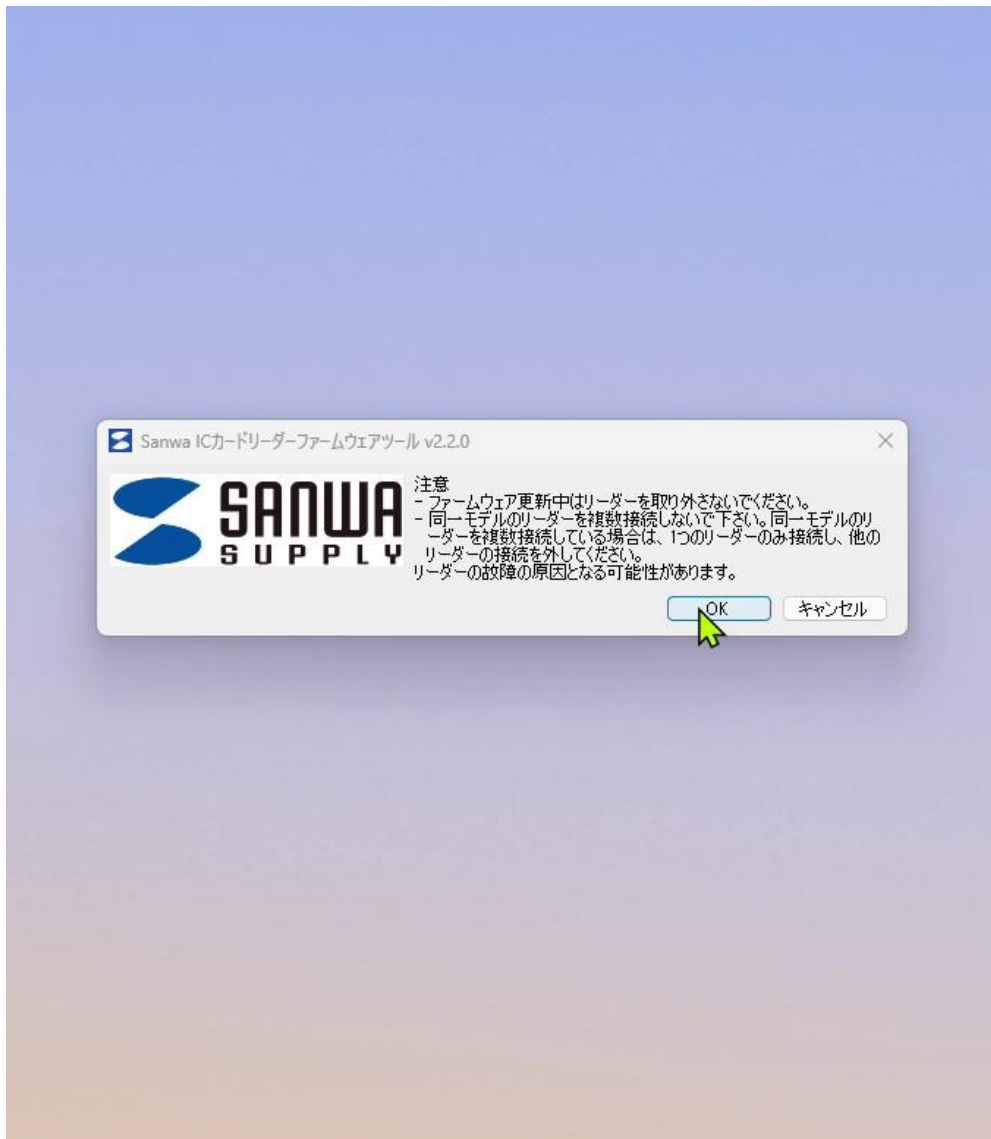 Sanwa ICカードリーダーファームウェアツール v2.2.0
SANWA
SUPPLY
注意
- ファームウェア更新中はリーダーを取り外さないでください。
- 同一モデルのリーダーを複数接続しないで下さい。同一モデルのリ
ーダーを複数接続している場合は、1つのリーダーのみ接続し、他の
リーダーの接続を外してください。
リーダーの故障の原因となる可能性があります。
OK
キャンセル